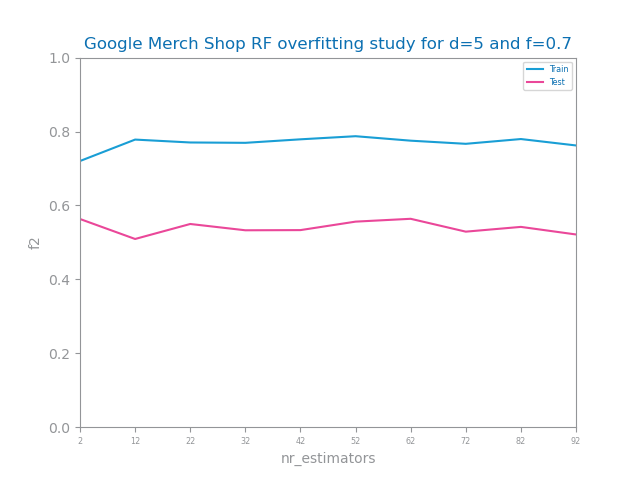 Google Merch Shop RF overfitting study for d=5 and f=0.7
Train
Test
1.0
0.8
0.6
0.4
0.2
0.0
f2
2 12 22 32 42 52 62 72 82 92
nr_estimators